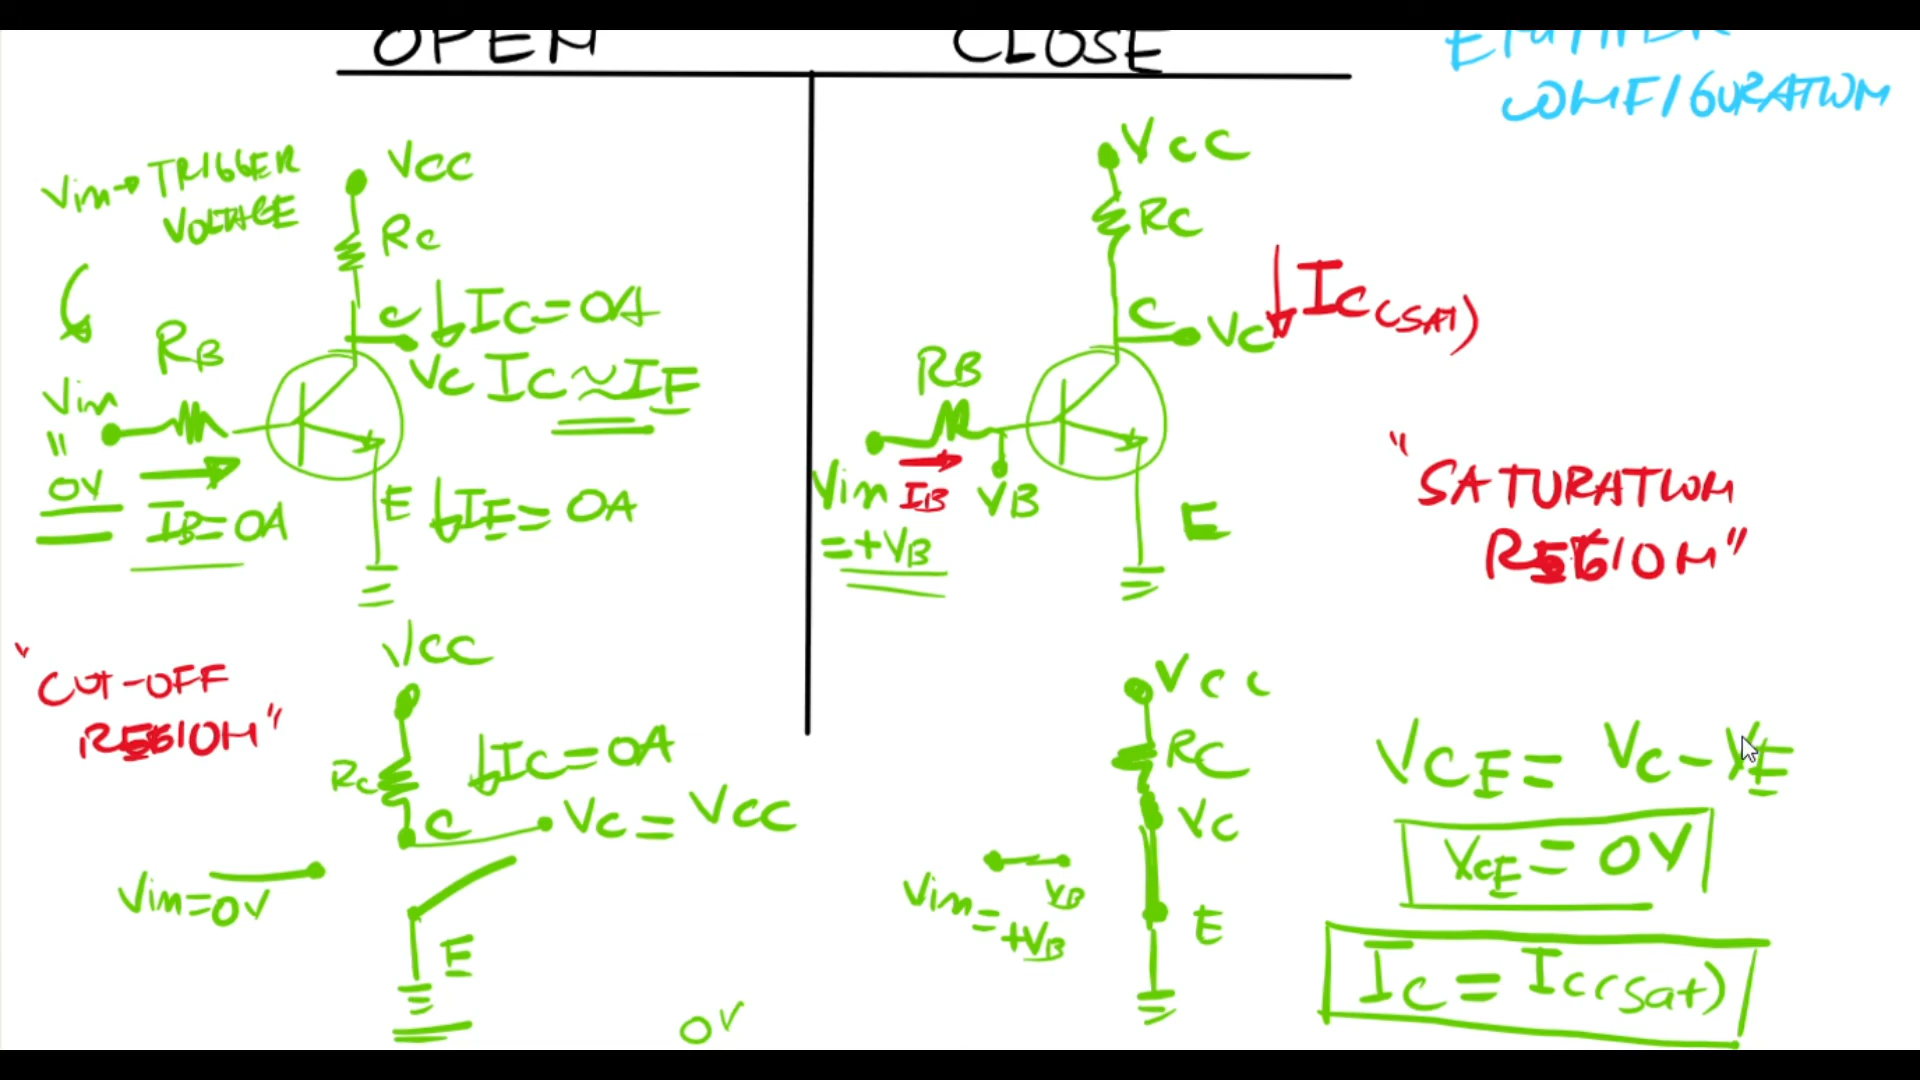 OPEN
CLOSE
EMITTER
CONFIGURATION
Vin → TRIGGER
VOLTAGE
VCC
RC
C ↓IC = 0A
VC IC ≈ IE
RB
Vin
"
0V
IB = 0A
E ↓IE = 0A
"CUT-OFF
REGION"
VCC
RC
↓IC = 0A
C
VC = VCC
Vin = 0V
E
0V
VCC
RC
C
VC
↓IC(SAT)
RB
Vin
= +VB
IB
VB
E
"SATURATION
REGION"
VCC
RC
VC
Vin =
+VB
VB
E
VCE = VC - VE
VCE = 0V
IC = IC(sat)